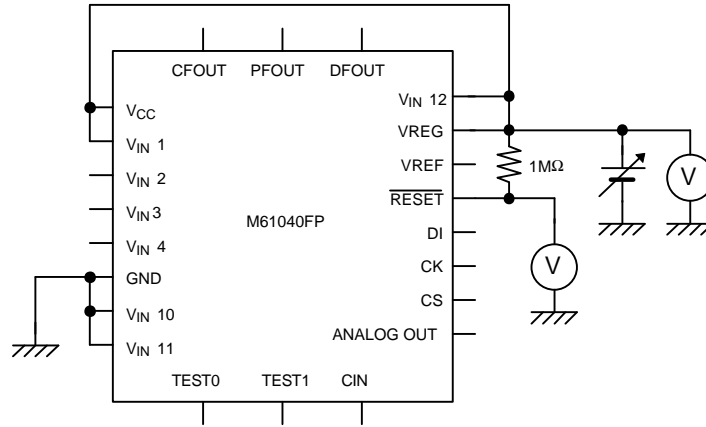 CFOUT PFOUT DFOUT
VCC
VIN 1
VIN 2
VIN 3
VIN 4
GND
VIN 10
VIN 11
M61040FP
VIN 12
VREG
VREF
RESET
DI
CK
CS
ANALOG OUT
1MΩ
V
V
TEST0 TEST1 CIN